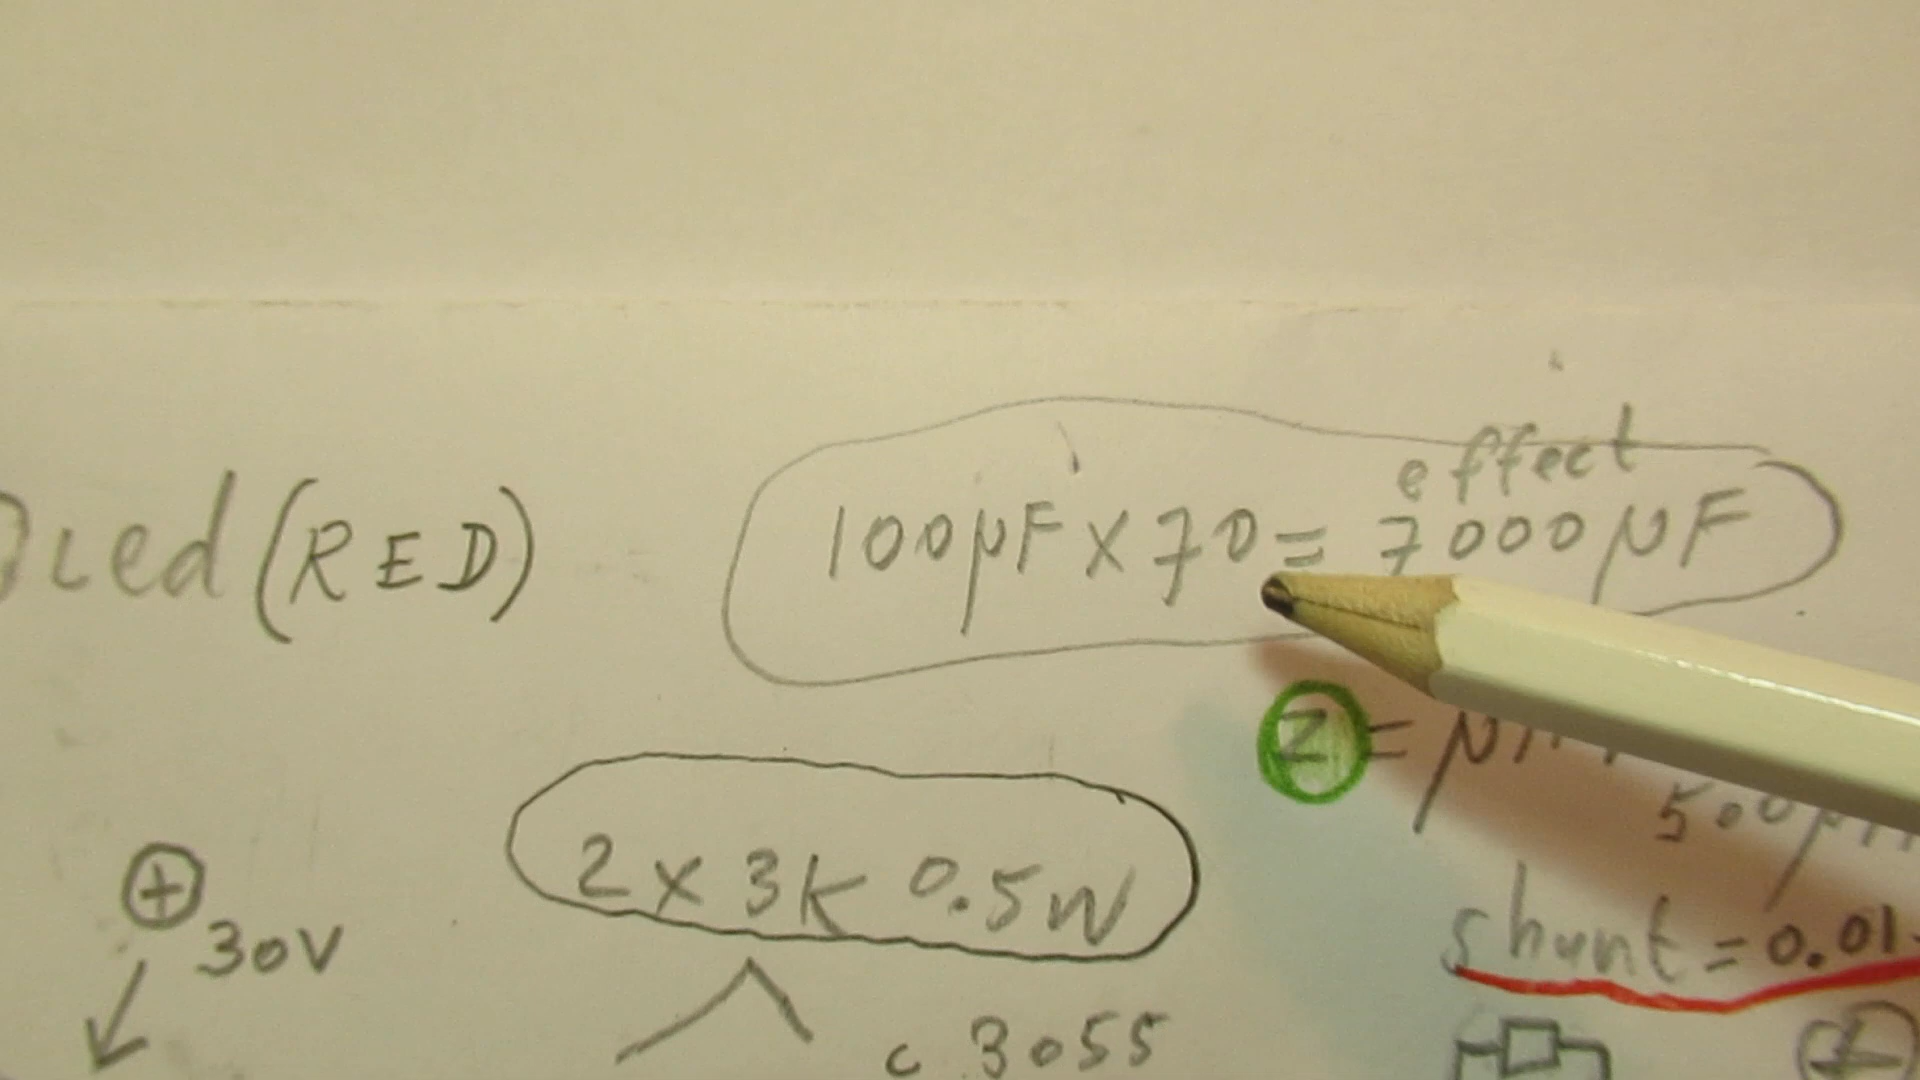 effect
Led (RED) 100µF x 70 = 7000µF
Z =
2 x 3K 0.5W
shunt = 0.01
+ 30V
c 3055